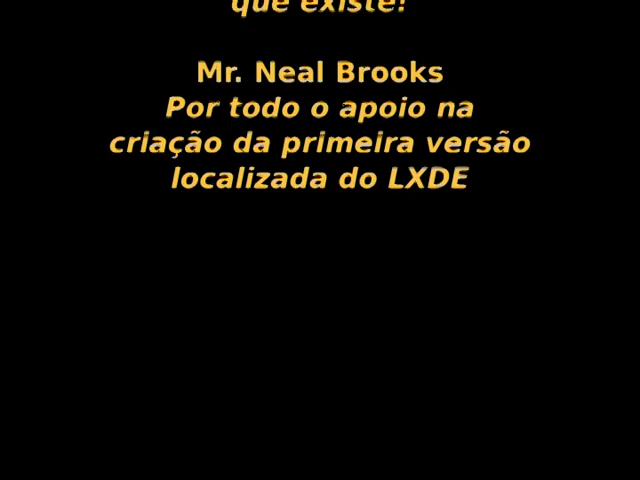 que existe!
Mr. Neal Brooks
Por todo o apoio na
criação da primeira versão
localizada do LXDE